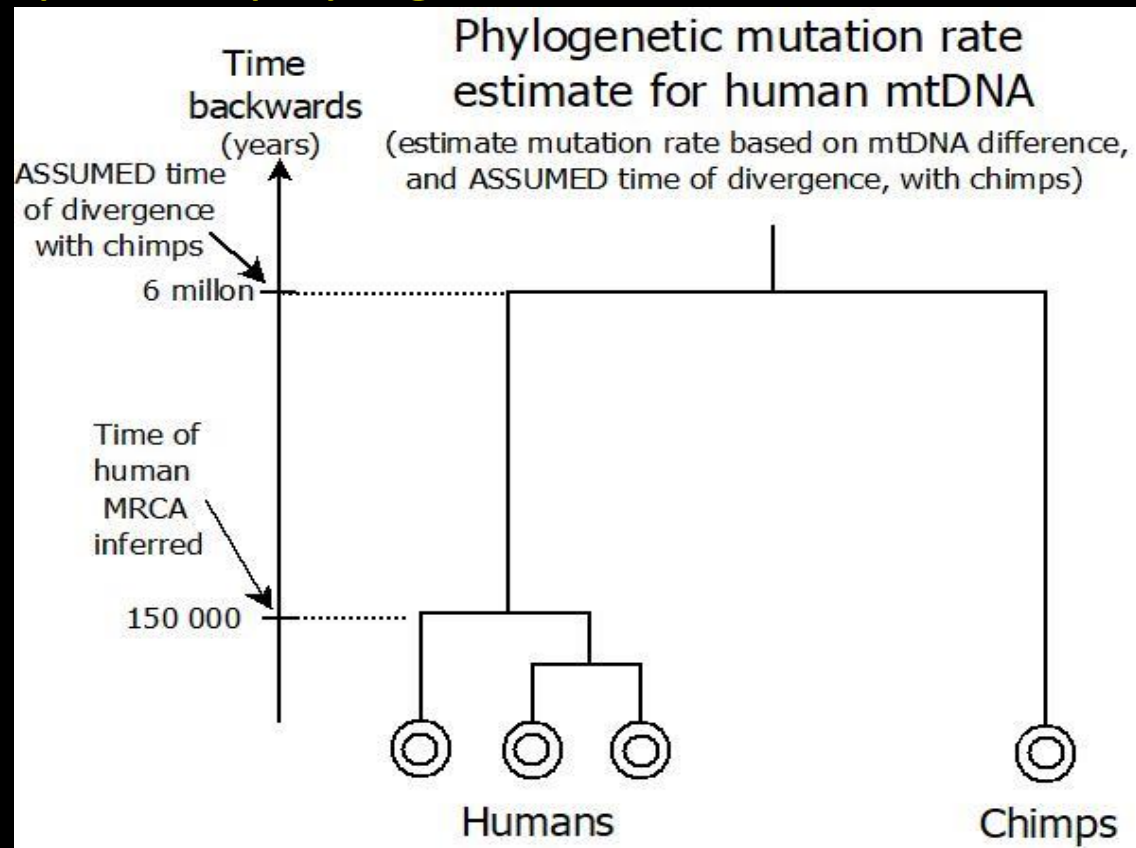 Phylogenetic mutation rate
estimate for human mtDNA
(estimate mutation rate based on mtDNA difference,
and ASSUMED time of divergence, with chimps)
Time
backwards
(years)
ASSUMED time
of divergence
with chimps
6 millon
Time of
human
MRCA
inferred
150 000
Humans
Chimps